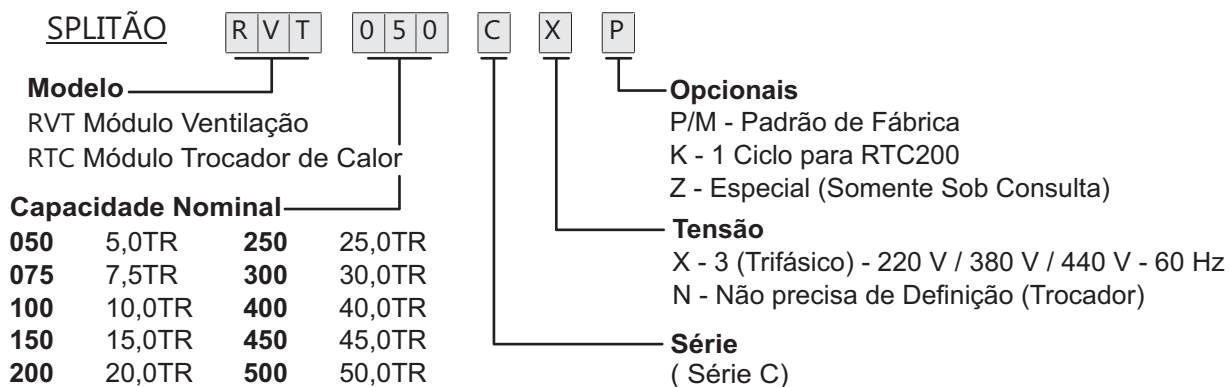 SPLITÃO RVT 050 C X P
Modelo
RVT Módulo Ventilação
RTC Módulo Trocador de Calor
Capacidade Nominal
050 5,0TR 250 25,0TR
075 7,5TR 300 30,0TR
100 10,0TR 400 40,0TR
150 15,0TR 450 45,0TR
200 20,0TR 500 50,0TR
Opcionais
P/M - Padrão de Fábrica
K - 1 Ciclo para RTC200
Z - Especial (Somente Sob Consulta)
Tensão
X - 3 (Trifásico) - 220 V / 380 V / 440 V - 60 Hz
N - Não precisa de Definição (Trocador)
Série
( Série C)